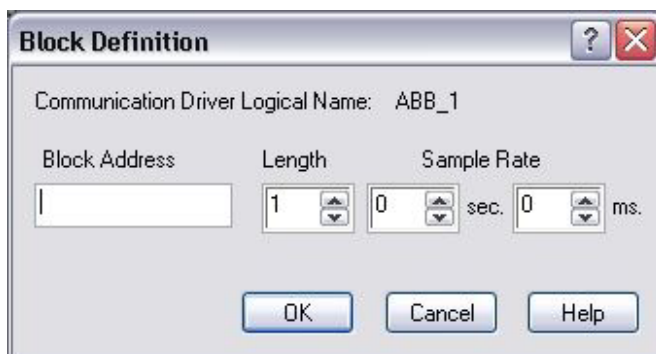 Block Definition ?
Communication Driver Logical Name: ABB_1
Block Address Length Sample Rate
1 0 sec. 0 ms.
OK Cancel Help